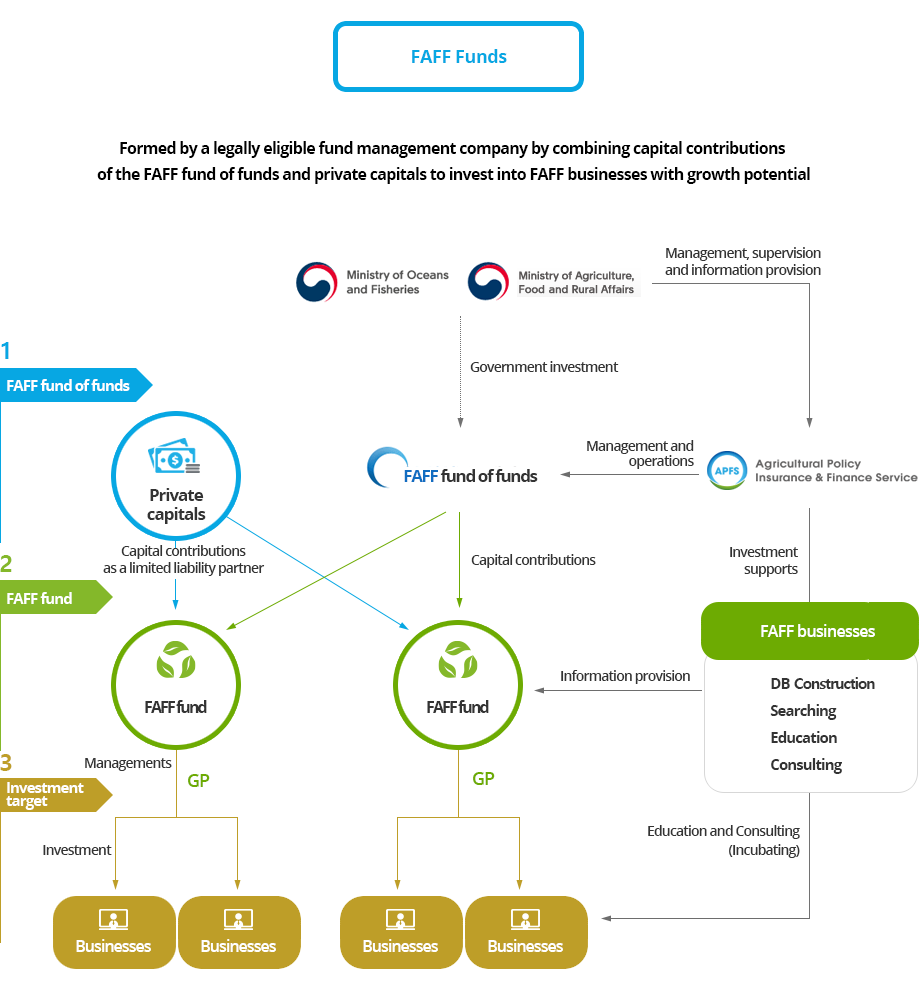 FAFF Funds
Formed by a legally eligible fund management company by combining capital contributions
of the FAFF fund of funds and private capitals to invest into FAFF businesses with growth potential
Management, supervision
and information provision
Ministry of Oceans
and Fisheries
Ministry of Agriculture,
Food and Rural Affairs
1
FAFF fund of funds
Government investment
Private
capitals
FAFF fund of funds
Management and
operations
APFS
Agricultural Policy
Insurance & Finance Service
2
FAFF fund
Capital contributions
as a limited liability partner
Capital contributions
Investment
supports
FAFF fund
FAFF fund
Information provision
FAFF businesses
DB Construction
Searching
Education
Consulting
3
Investment
target
Managements
GP
GP
Investment
Education and Consulting
(Incubating)
Businesses
Businesses
Businesses
Businesses